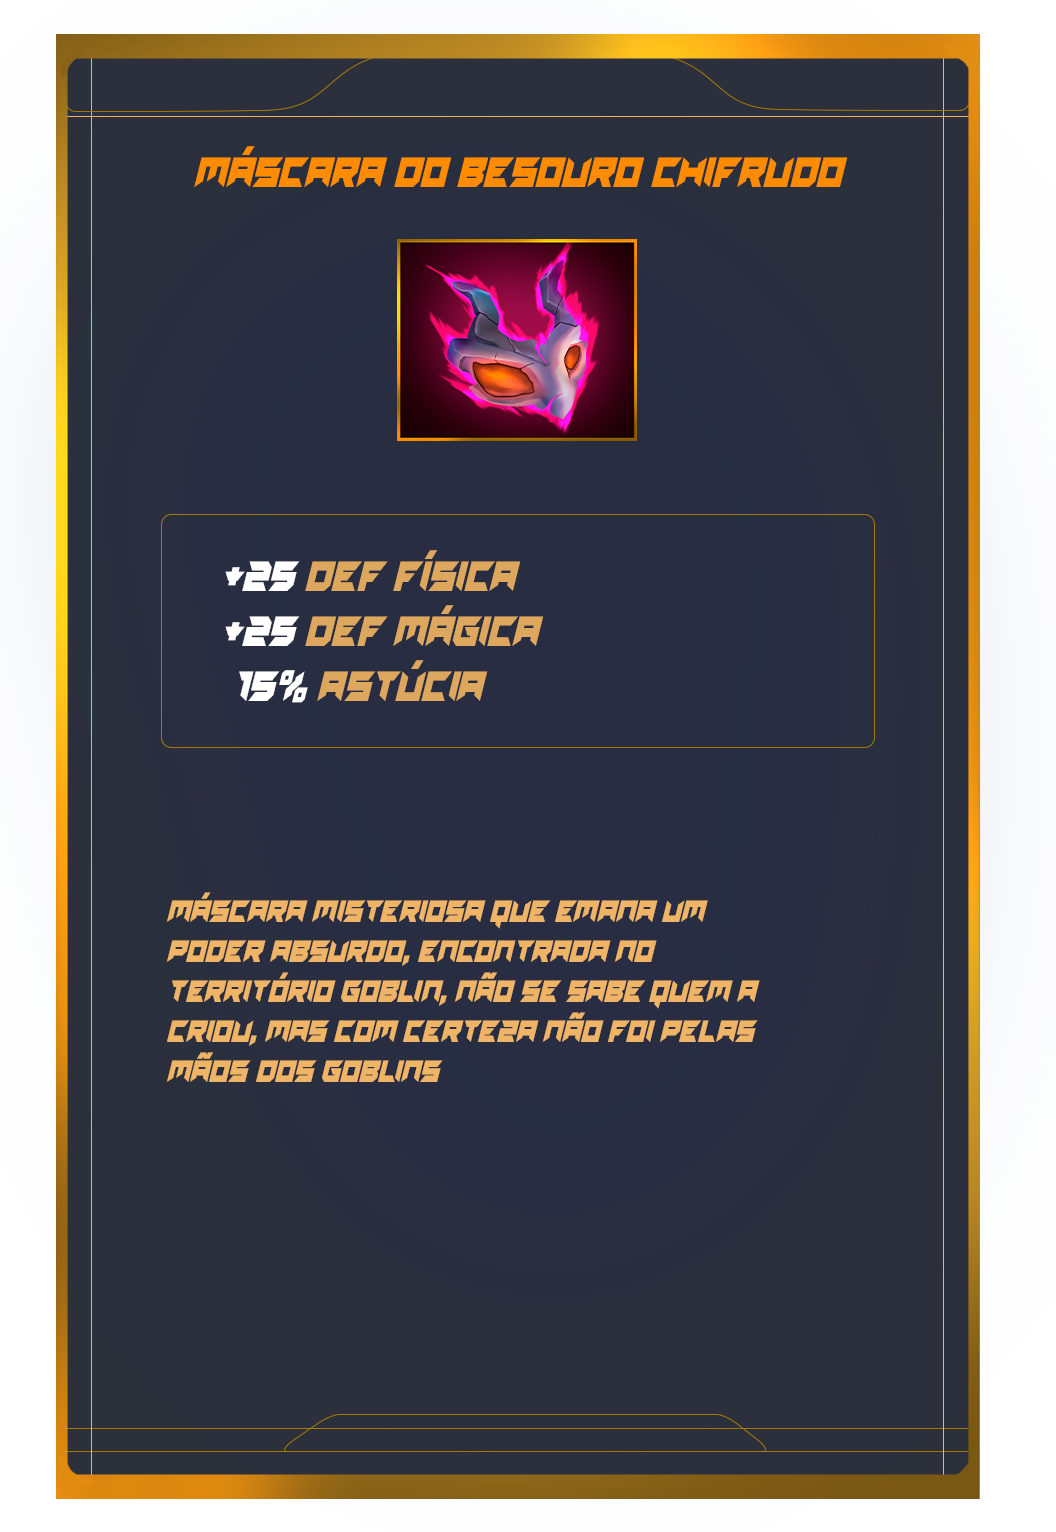 MÁSCARA DO BESOURO CHIFRUDO
+25 DEF FÍSICA
+25 DEF MÁGICA
15% ASTÚCIA
MÁSCARA MISTERIOSA QUE EMANA UM
PODER ABSURDO, ENCONTRADA NO
TERRITÓRIO GOBLIN, NÃO SE SABE QUEM A
CRIOU, MAS COM CERTEZA NÃO FOI PELAS
MÃOS DOS GOBLINS